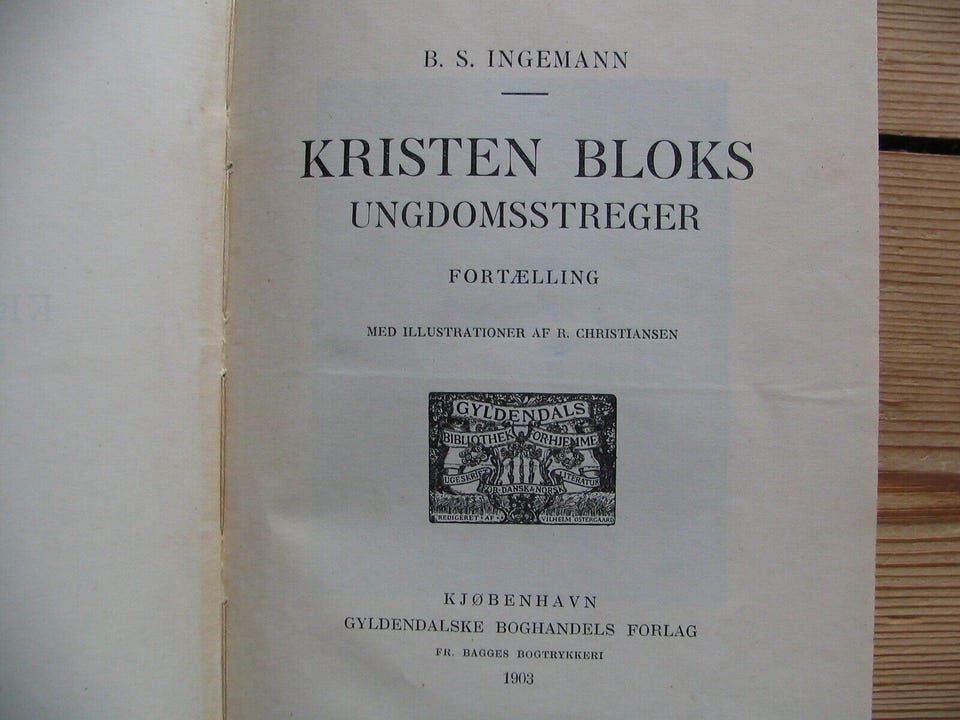 B. S. INGEMANN
KRISTEN BLOKS
UNGDOMSSTREGER
FORTÆLLING
MED ILLUSTRATIONER AF R. CHRISTIANSEN
GYLDENDALS
BIBLIOTHEK FOR HJEMMET
UGESKRIFT LITERATUR
FOR·DANSK & NORSK
REDIGERET · AF · VILHELM ØSTERGAARD
KJØBENHAVN
GYLDENDALSKE BOGHANDELS FORLAG
FR. BAGGES BOGTRYKKERI
1903